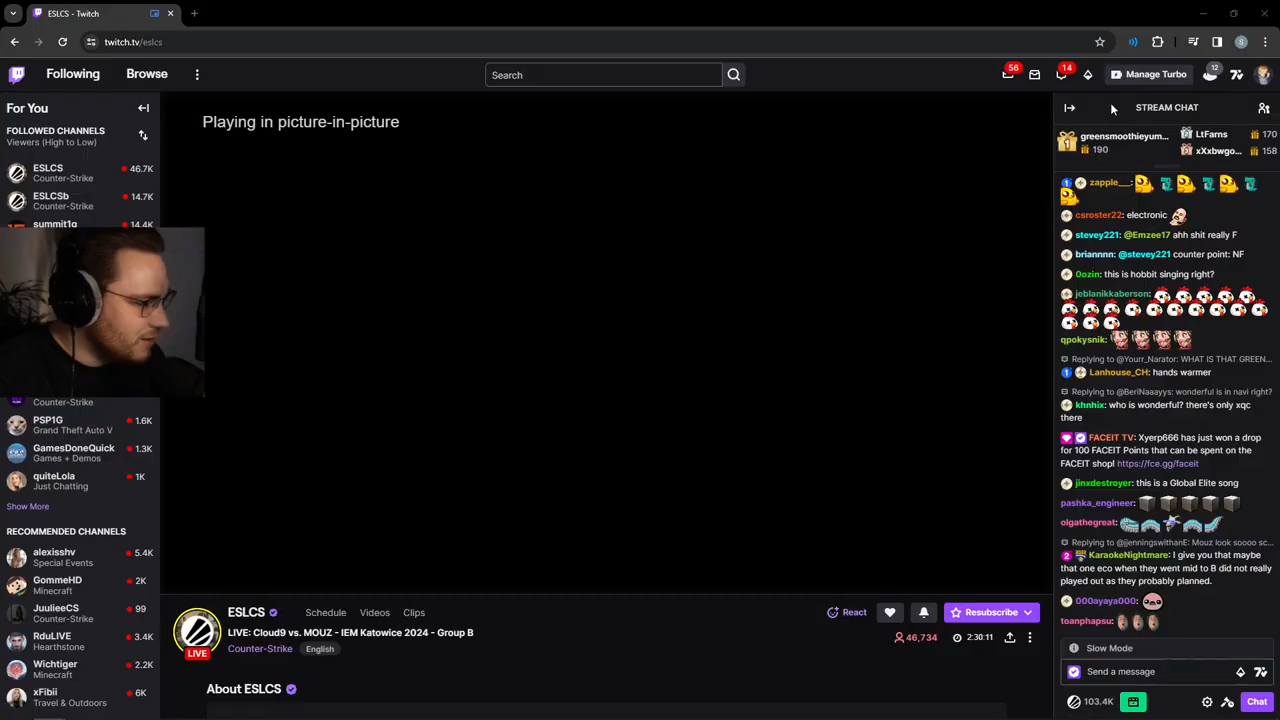 ESLCS - Twitch
twitch.tv/eslcs
Following
Browse
Search
56
14
Manage Turbo
12
S
For You
FOLLOWED CHANNELS
Viewers (High to Low)
ESLCS
46.7K
Counter-Strike
ESLCSb
14.7K
Counter-Strike
summit1g
14.4K
Counter-Strike
PSP1G
1.6K
Grand Theft Auto V
GamesDoneQuick
1.3K
Games + Demos
quiteLola
1K
Just Chatting
Show More
RECOMMENDED CHANNELS
alexisshv
5.4K
Special Events
GommeHD
2K
Minecraft
JuulieeCS
99
Counter-Strike
RduLIVE
3.4K
Hearthstone
Wichtiger
2.2K
Minecraft
xFibii
6K
Travel & Outdoors
Playing in picture-in-picture
ESLCS
Schedule
Videos
Clips
React
Resubscribe
LIVE: Cloud9 vs. MOUZ - IEM Katowice 2024 - Group B
Counter-Strike
English
LIVE
46,734
2:30:11
About ESLCS
STREAM CHAT
greensmoothieyum...
190
LtFarns
170
xXxbwgo...
158
zapple___:
csroster22: electronic
stevey221: @Emzee17 ahh shit really F
briannnn: @stevey221 counter point: NF
0ozin: this is hobbit singing right?
jeblanikkaberson:
qpokysnik:
Replying to @Yourr_Narator: WHAT IS THAT GREEN...
Lanhouse_CH: hands warmer
Replying to @BeriNaaayys: wonderful is in navi right?
khnhix: who is wonderful? there's only xqc
there
FACEIT TV: Xyerp666 has just won a drop
for 100 FACEIT Points that can be spent on the
FACEIT shop! https://fce.gg/faceit
jinxdestroyer: this is a Global Elite song
pashka_engineer:
olgathegreat:
Replying to @jjenningswithanE: Mouz look soooo sc...
KaraokeNightmare: I give you that maybe
that one eco when they went mid to B did not really
played out as they probably planned.
000ayaya000:
toanphapsu:
Slow Mode
Send a message
103.4K
Chat